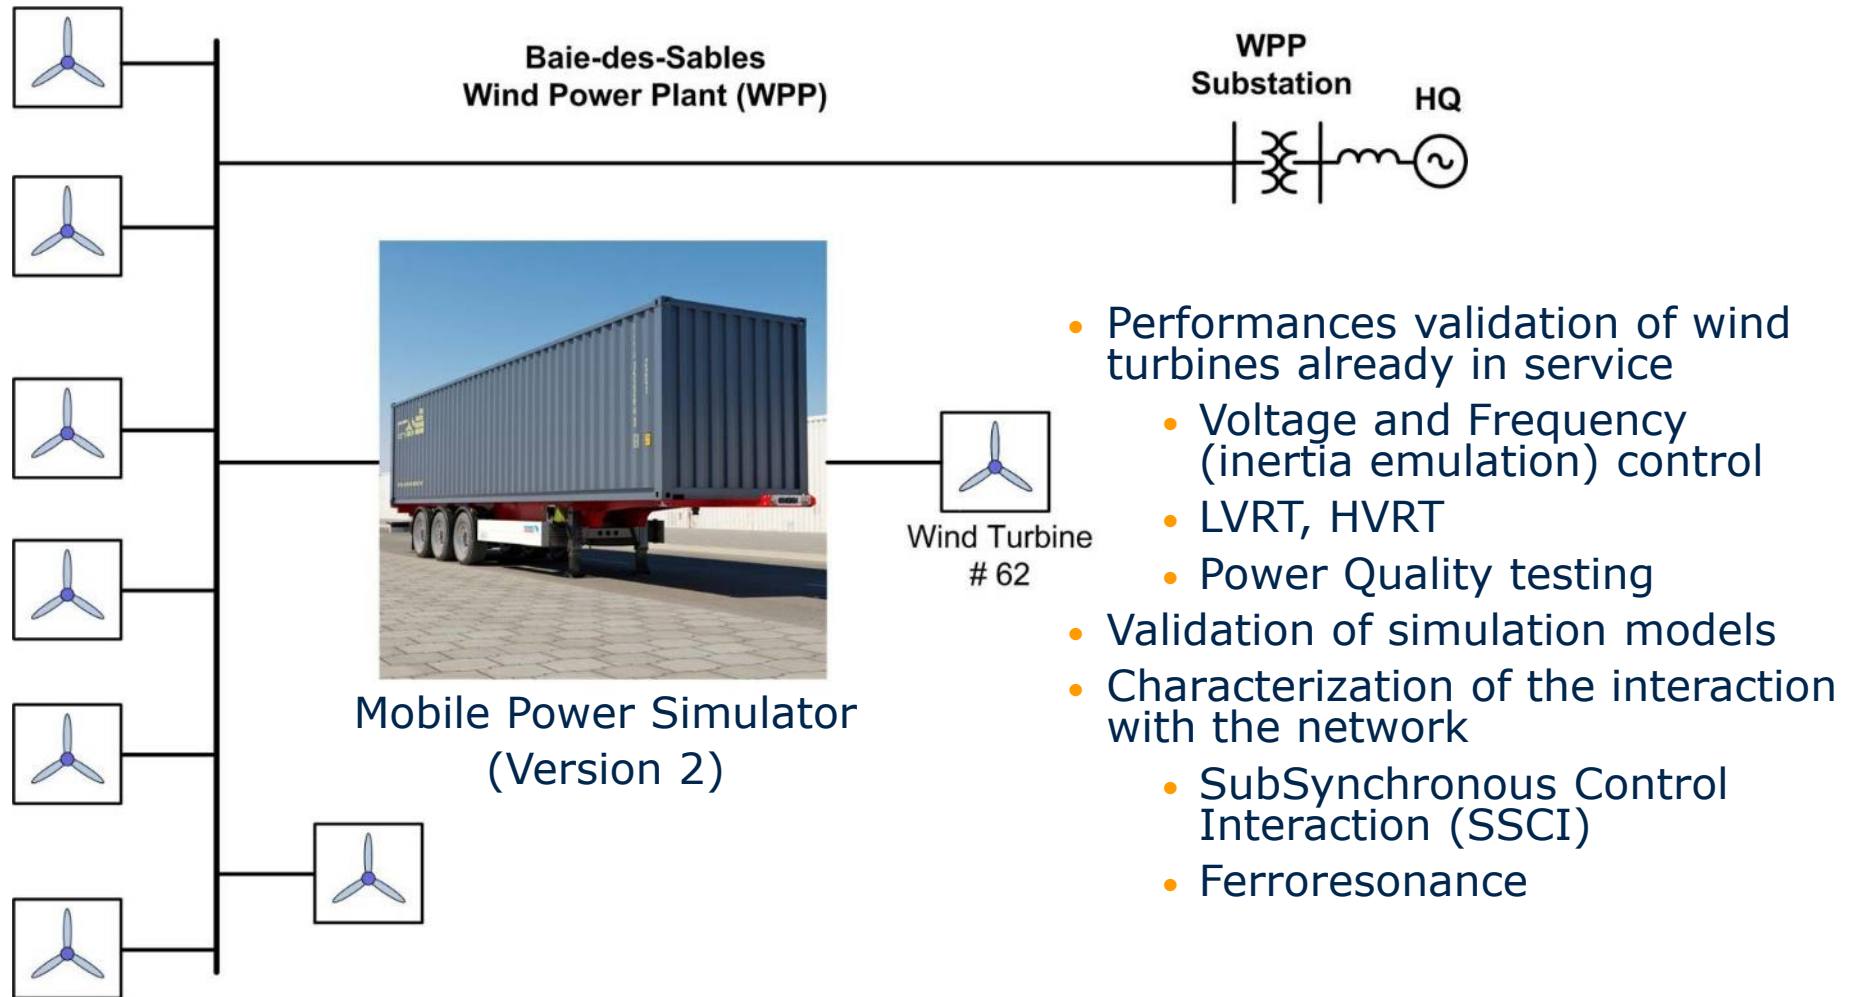 Baie-des-Sables
Wind Power Plant (WPP)
WPP
Substation
HQ
Wind Turbine
# 62
Mobile Power Simulator
(Version 2)
• Performances validation of wind
turbines already in service
• Voltage and Frequency
(inertia emulation) control
• LVRT, HVRT
• Power Quality testing
• Validation of simulation models
• Characterization of the interaction
with the network
• SubSynchronous Control
Interaction (SSCI)
• Ferroresonance